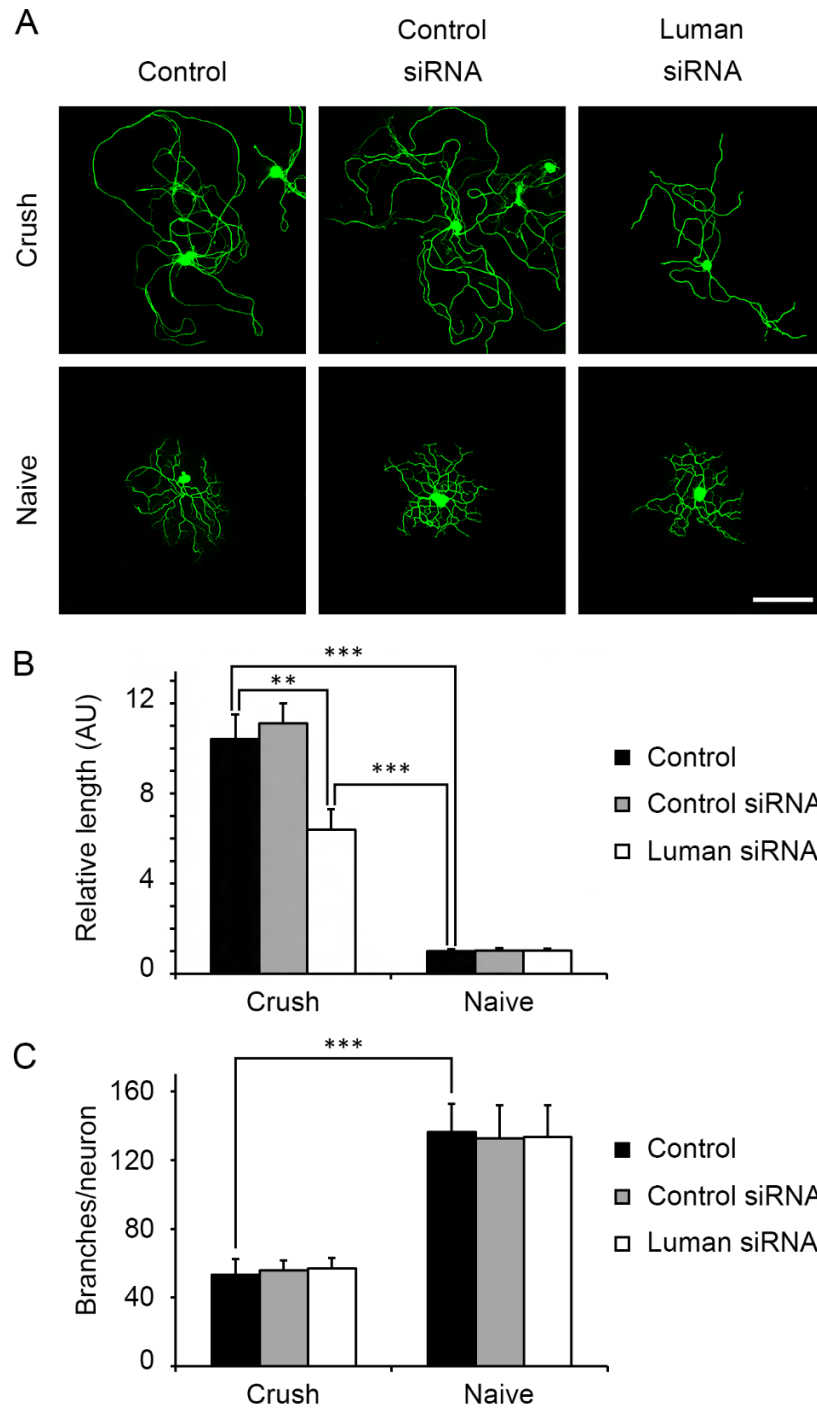 A
Control
Control
siRNA
Luman
siRNA
Crush
Naive
B
Relative length (AU)
12
8
4
0
***
**
***
Crush
Naive
Control
Control siRNA
Luman siRNA
C
Branches/neuron
160
120
80
40
0
***
Crush
Naive
Control
Control siRNA
Luman siRNA